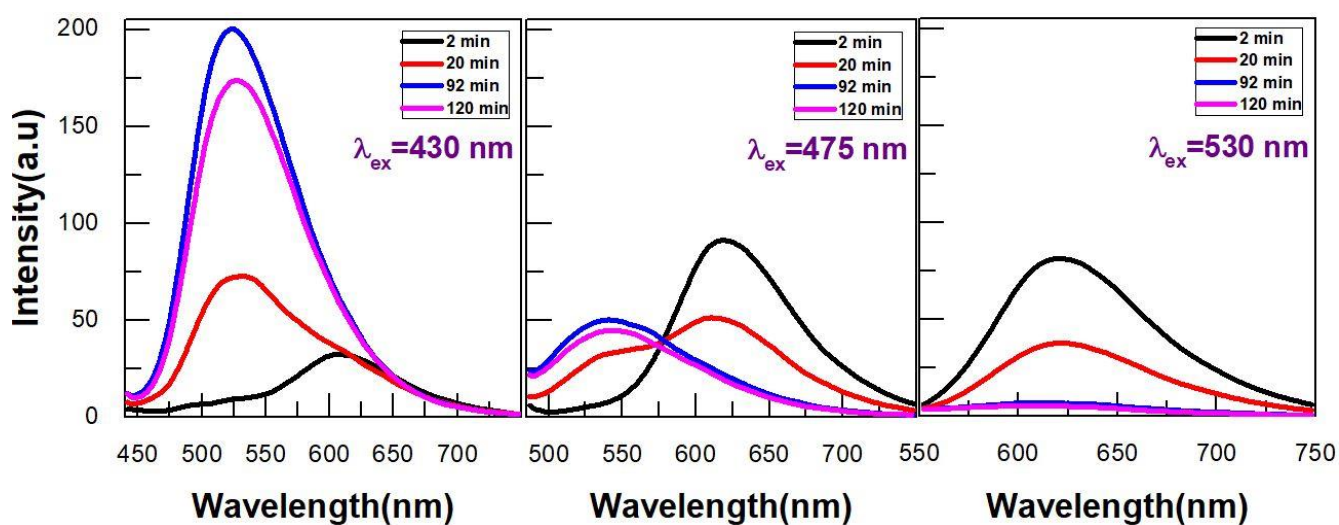 200
150
100
50
0
Intensity(a.u)
2 min
20 min
92 min
120 min
λex=430 nm
450 500 550 600 650 700
Wavelength(nm)
2 min
20 min
92 min
120 min
λex=475 nm
500 550 600 650 700 550
Wavelength(nm)
2 min
20 min
92 min
120 min
λex=530 nm
600 650 700 750
Wavelength(nm)